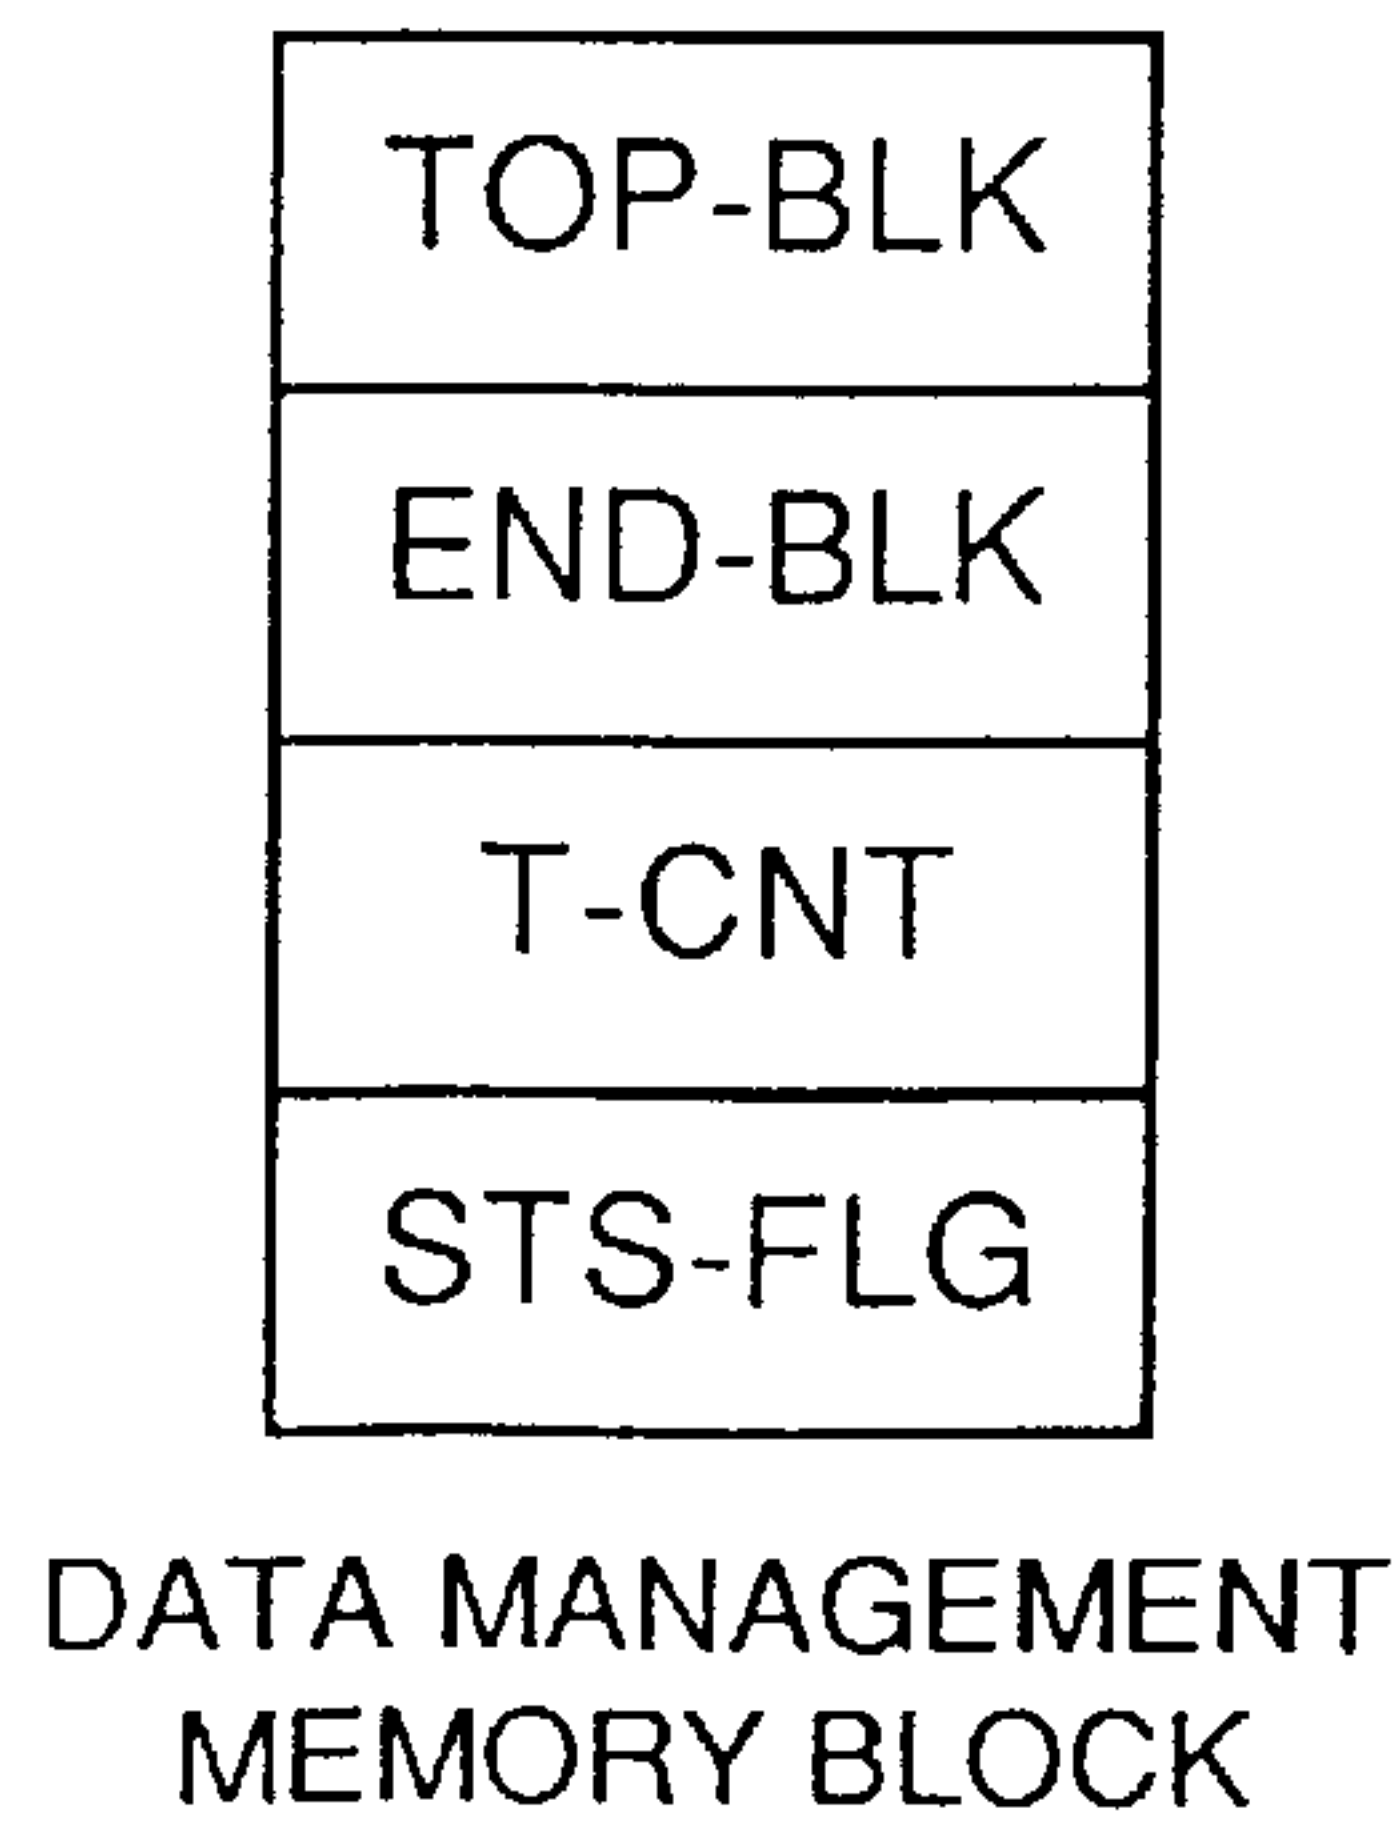 TOP-BLK
END-BLK
T-CNT
STS-FLG
DATA MANAGEMENT
MEMORY BLOCK